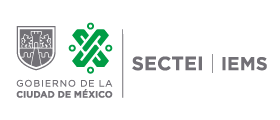 GOBIERNO DE LA
CIUDAD DE MÉXICO
SECTEI | IEMS